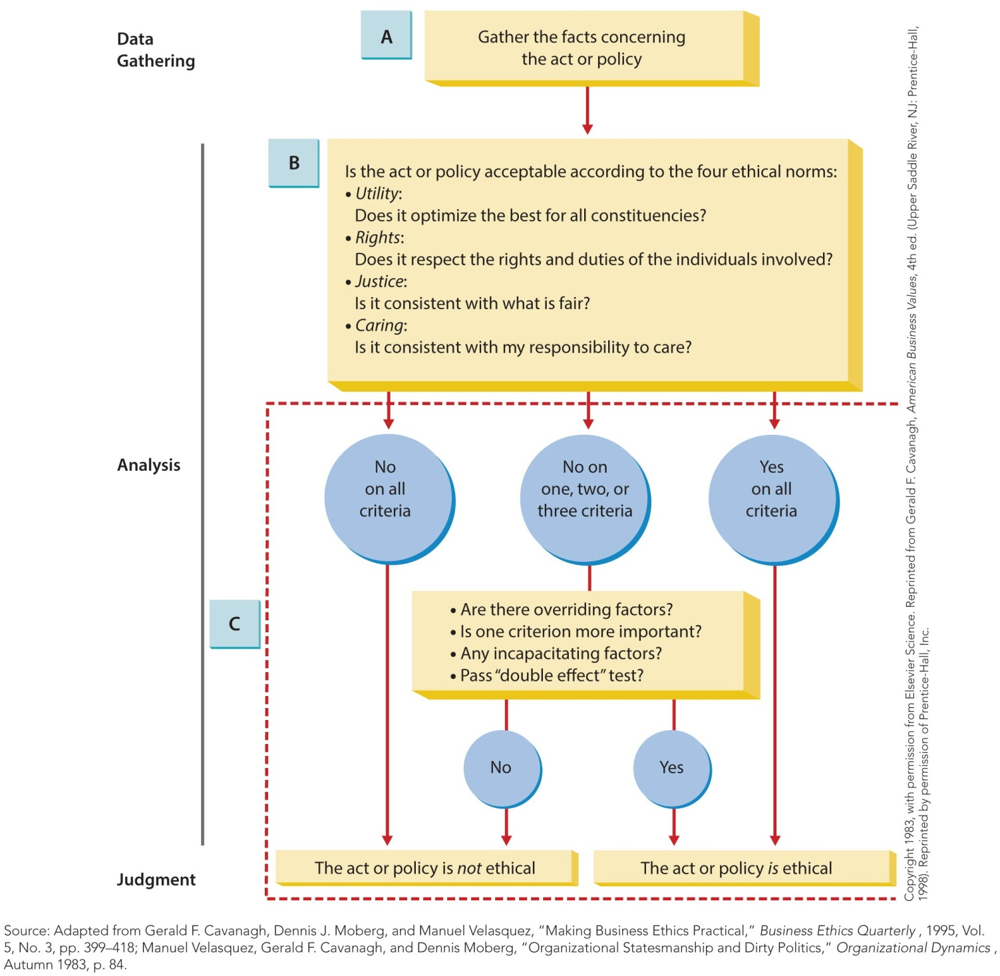 Data
Gathering
A
Gather the facts concerning
the act or policy
B
Is the act or policy acceptable according to the four ethical norms:
• Utility:
Does it optimize the best for all constituencies?
• Rights:
Does it respect the rights and duties of the individuals involved?
• Justice:
Is it consistent with what is fair?
• Caring:
Is it consistent with my responsibility to care?
Analysis
No
on all
criteria
No on
one, two, or
three criteria
Yes
on all
criteria
C
• Are there overriding factors?
• Is one criterion more important?
• Any incapacitating factors?
• Pass “double effect” test?
No
Yes
Judgment
The act or policy is not ethical
The act or policy is ethical
Copyright 1983, with permission from Elsevier Science. Reprinted from Gerald F. Cavanagh, American Business Values, 4th ed. (Upper Saddle River, NJ: Prentice-Hall,
1998). Reprinted by permission of Prentice-Hall, Inc.
Source: Adapted from Gerald F. Cavanagh, Dennis J. Moberg, and Manuel Velasquez, “Making Business Ethics Practical,” Business Ethics Quarterly , 1995, Vol.
5, No. 3, pp. 399–418; Manuel Velasquez, Gerald F. Cavanagh, and Dennis Moberg, “Organizational Statesmanship and Dirty Politics,” Organizational Dynamics ,
Autumn 1983, p. 84.